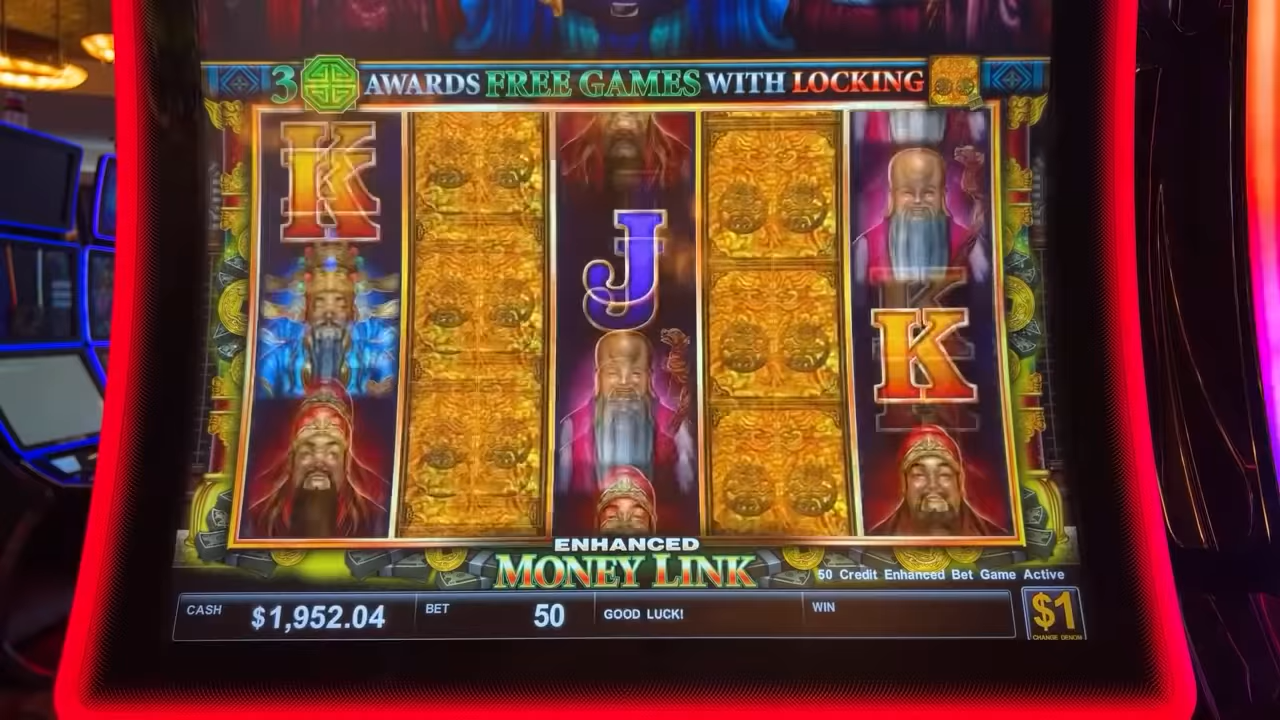 3 AWARDS FREE GAMES WITH LOCKING
K
J
K
ENHANCED
MONEY LINK
50 Credit Enhanced Bet Game Active
CASH $1,952.04 BET 50 GOOD LUCK! WIN $1
CHANGE DENOM